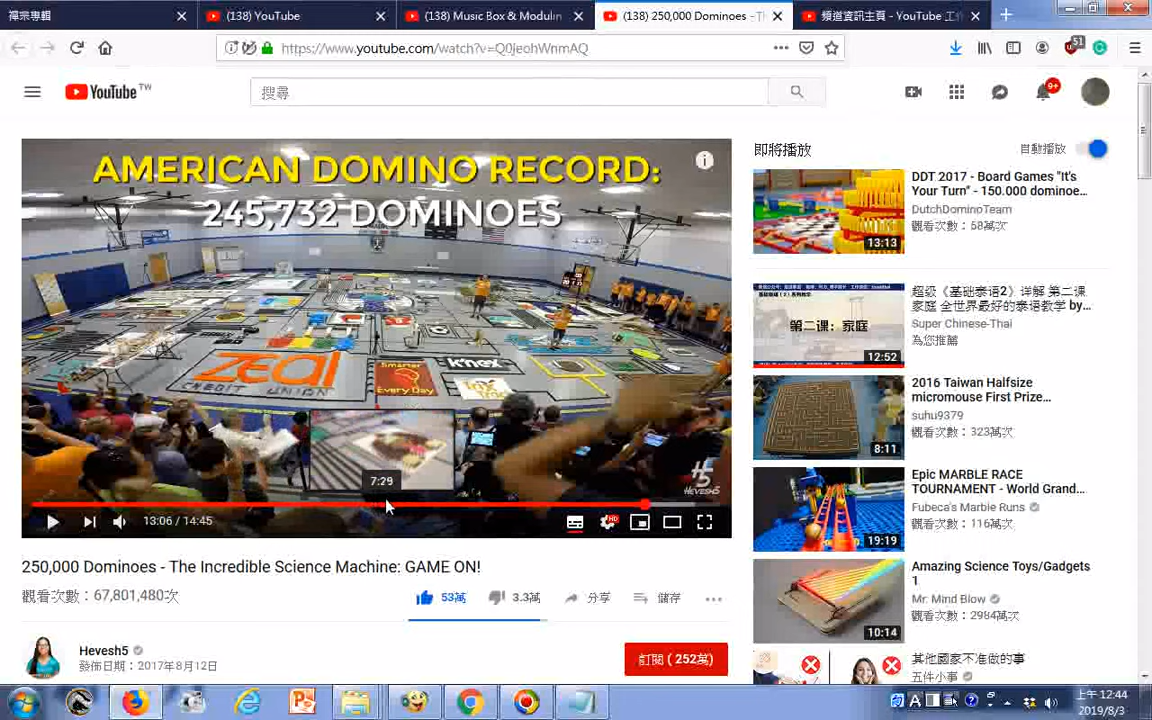 禪宗專輯
(138) YouTube
(138) Music Box & Modulin
(138) 250,000 Dominoes - Th
頻道資訊主頁 - YouTube 工
https://www.youtube.com/watch?v=Q0jeohWnmAQ
51
YouTube TW
搜尋
9+
AMERICAN DOMINO RECORD:
245,732 DOMINOES
ZEAL
CREDIT UNION
Smarter
Every Day
K'nex
H5
HEVESH5
7:29
13:06 / 14:45
HD
250,000 Dominoes - The Incredible Science Machine: GAME ON!
觀看次數：67,801,480次
53萬
3.3萬
分享
儲存
Hevesh5
發佈日期：2017年8月12日
訂閱 ( 252萬)
即將播放
自動播放
DDT 2017 - Board Games "It's
Your Turn" - 150.000 dominoe...
DutchDominoTeam
觀看次數：68萬次
13:13
超級《基础泰语2》详解 第二课
家庭 全世界最好的泰语教学 by...
Super Chinese-Thai
為您推薦
第二课：家庭
12:52
2016 Taiwan Halfsize
micromouse First Prize...
suhu9379
觀看次數：323萬次
8:11
Epic MARBLE RACE
TOURNAMENT - World Grand...
Fubeca's Marble Runs
觀看次數：116萬次
19:19
Amazing Science Toys/Gadgets
1
Mr. Mind Blow
觀看次數：2984萬次
10:14
其他國家不准做的事
五件小事
上午 12:44
2019/8/3